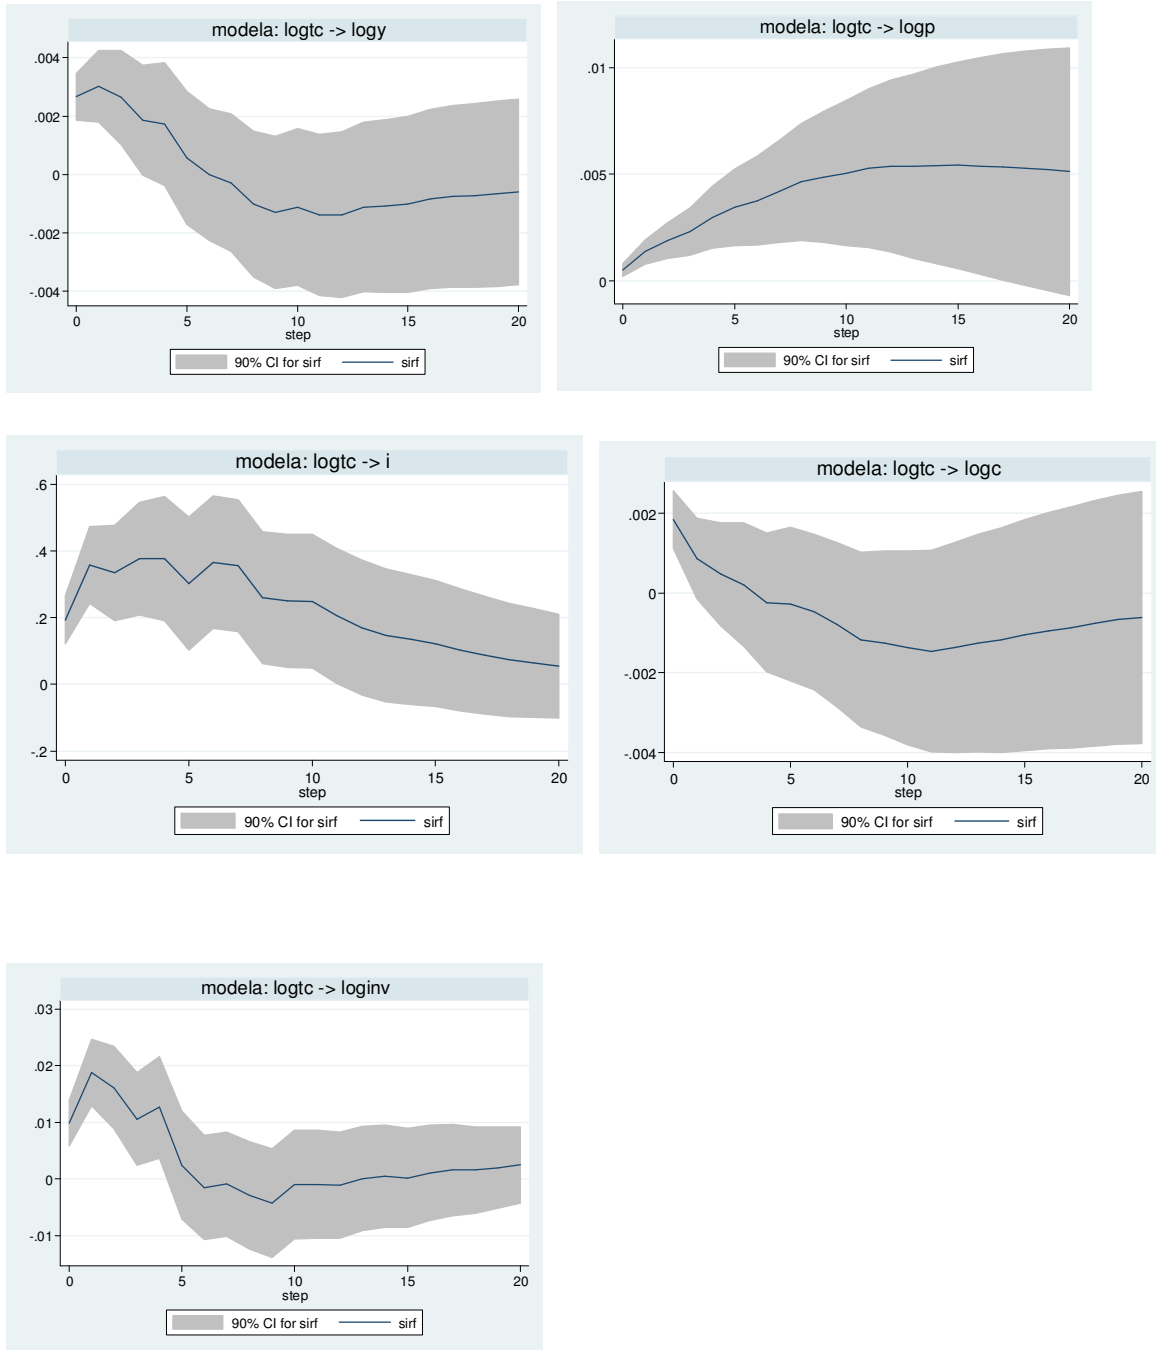 modela: logtc -> logy
.004
.002
0
-.002
-.004
0 5 10 15 20
step
90% CI for sirf sirf
modela: logtc -> logp
.01
.005
0
0 5 10 15 20
step
90% CI for sirf sirf
modela: logtc -> i
.6
.4
.2
0
-.2
0 5 10 15 20
step
90% CI for sirf sirf
modela: logtc -> logc
.002
0
-.002
-.004
0 5 10 15 20
step
90% CI for sirf sirf
modela: logtc -> loginv
.03
.02
.01
0
-.01
0 5 10 15 20
step
90% CI for sirf sirf